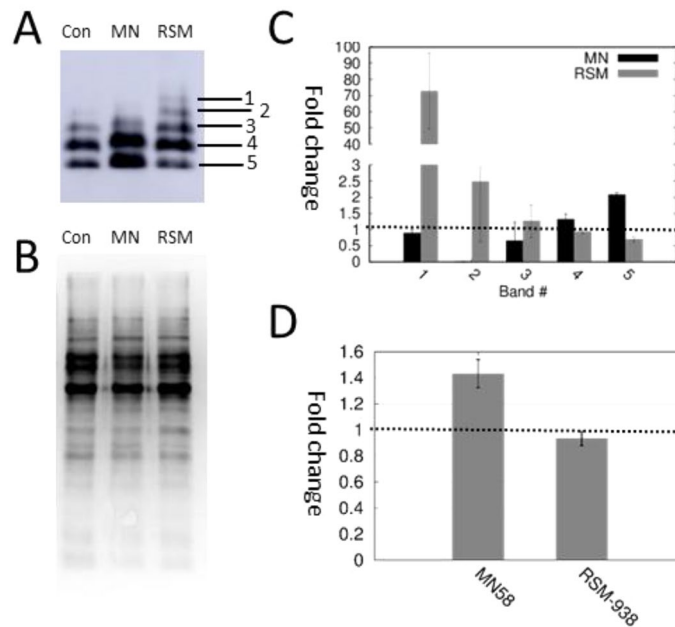 A
Con MN RSM
1
2
3
4
5
B
Con MN RSM
C
Fold change
100
90
80
70
60
50
40
3
2.5
2
1.5
1
0.5
0
MN
RSM
1 2 3 4 5
Band #
D
Fold change
1.6
1.4
1.2
1
0.8
0.6
0.4
0.2
0
MN58 RSM-938